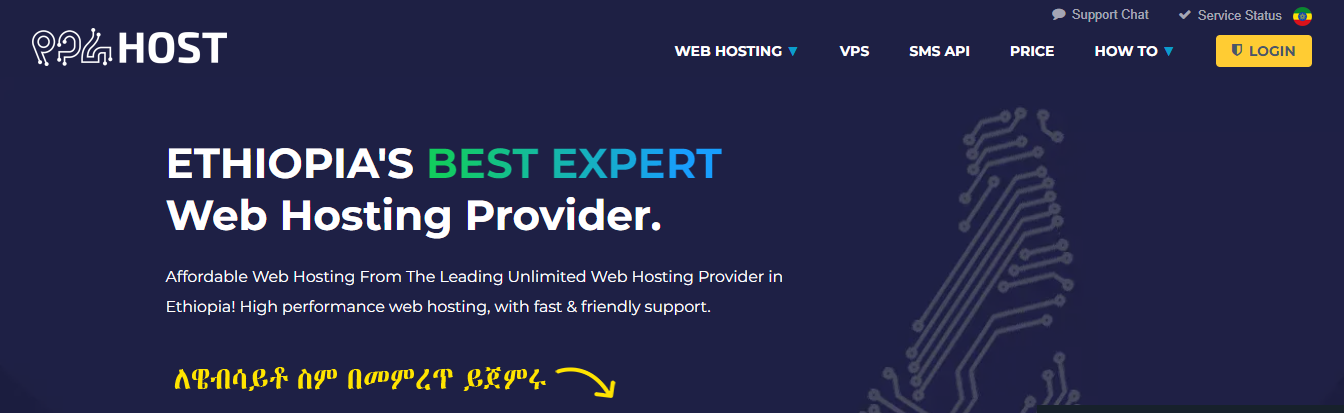 Support Chat
Service Status
HOST
WEB HOSTING
VPS
SMS API
PRICE
HOW TO
LOGIN
ETHIOPIA'S BEST EXPERT
Web Hosting Provider.
Affordable Web Hosting From The Leading Unlimited Web Hosting Provider in
Ethiopia! High performance web hosting, with fast & friendly support.
ለዌብሳይቶ ስም በመምረጥ ይጀምሩ